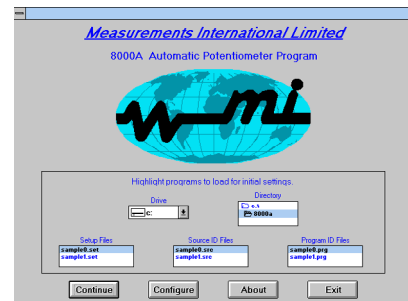 Measurements International Limited
8000A Automatic Potentiometer Program
mi
Highlight programs to load for initial settings.
Drive
Directory
c:
c:\
8000a
Setup Files
Source ID Files
Program ID Files
sample0.set
sample0.src
sample0.prg
sample1.set
sample1.src
sample1.prg
Continue
Configure
About
Exit